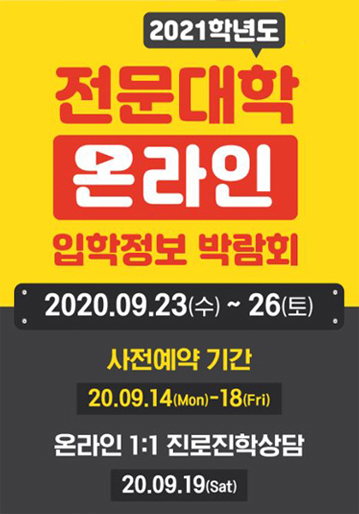 2021학년도
전문대학
온라인
입학정보 박람회
2020.09.23(수) ~ 26(토)
사전예약 기간
20.09.14(Mon)-18(Fri)
온라인 1:1 진로진학상담
20.09.19(Sat)